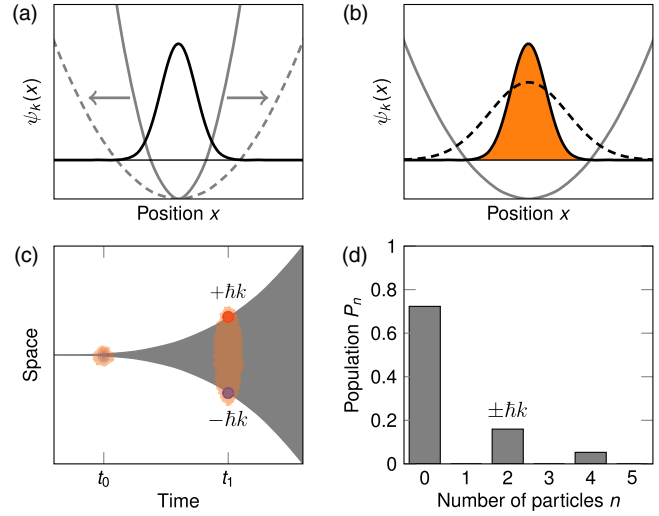 (a)
ψk(x)
Position x
(b)
ψk(x)
Position x
(c)
+ħk
−ħk
Space
t0
t1
Time
(d)
1
0.8
0.6
0.4
0.2
0
±ħk
Population Pn
0 1 2 3 4 5
Number of particles n